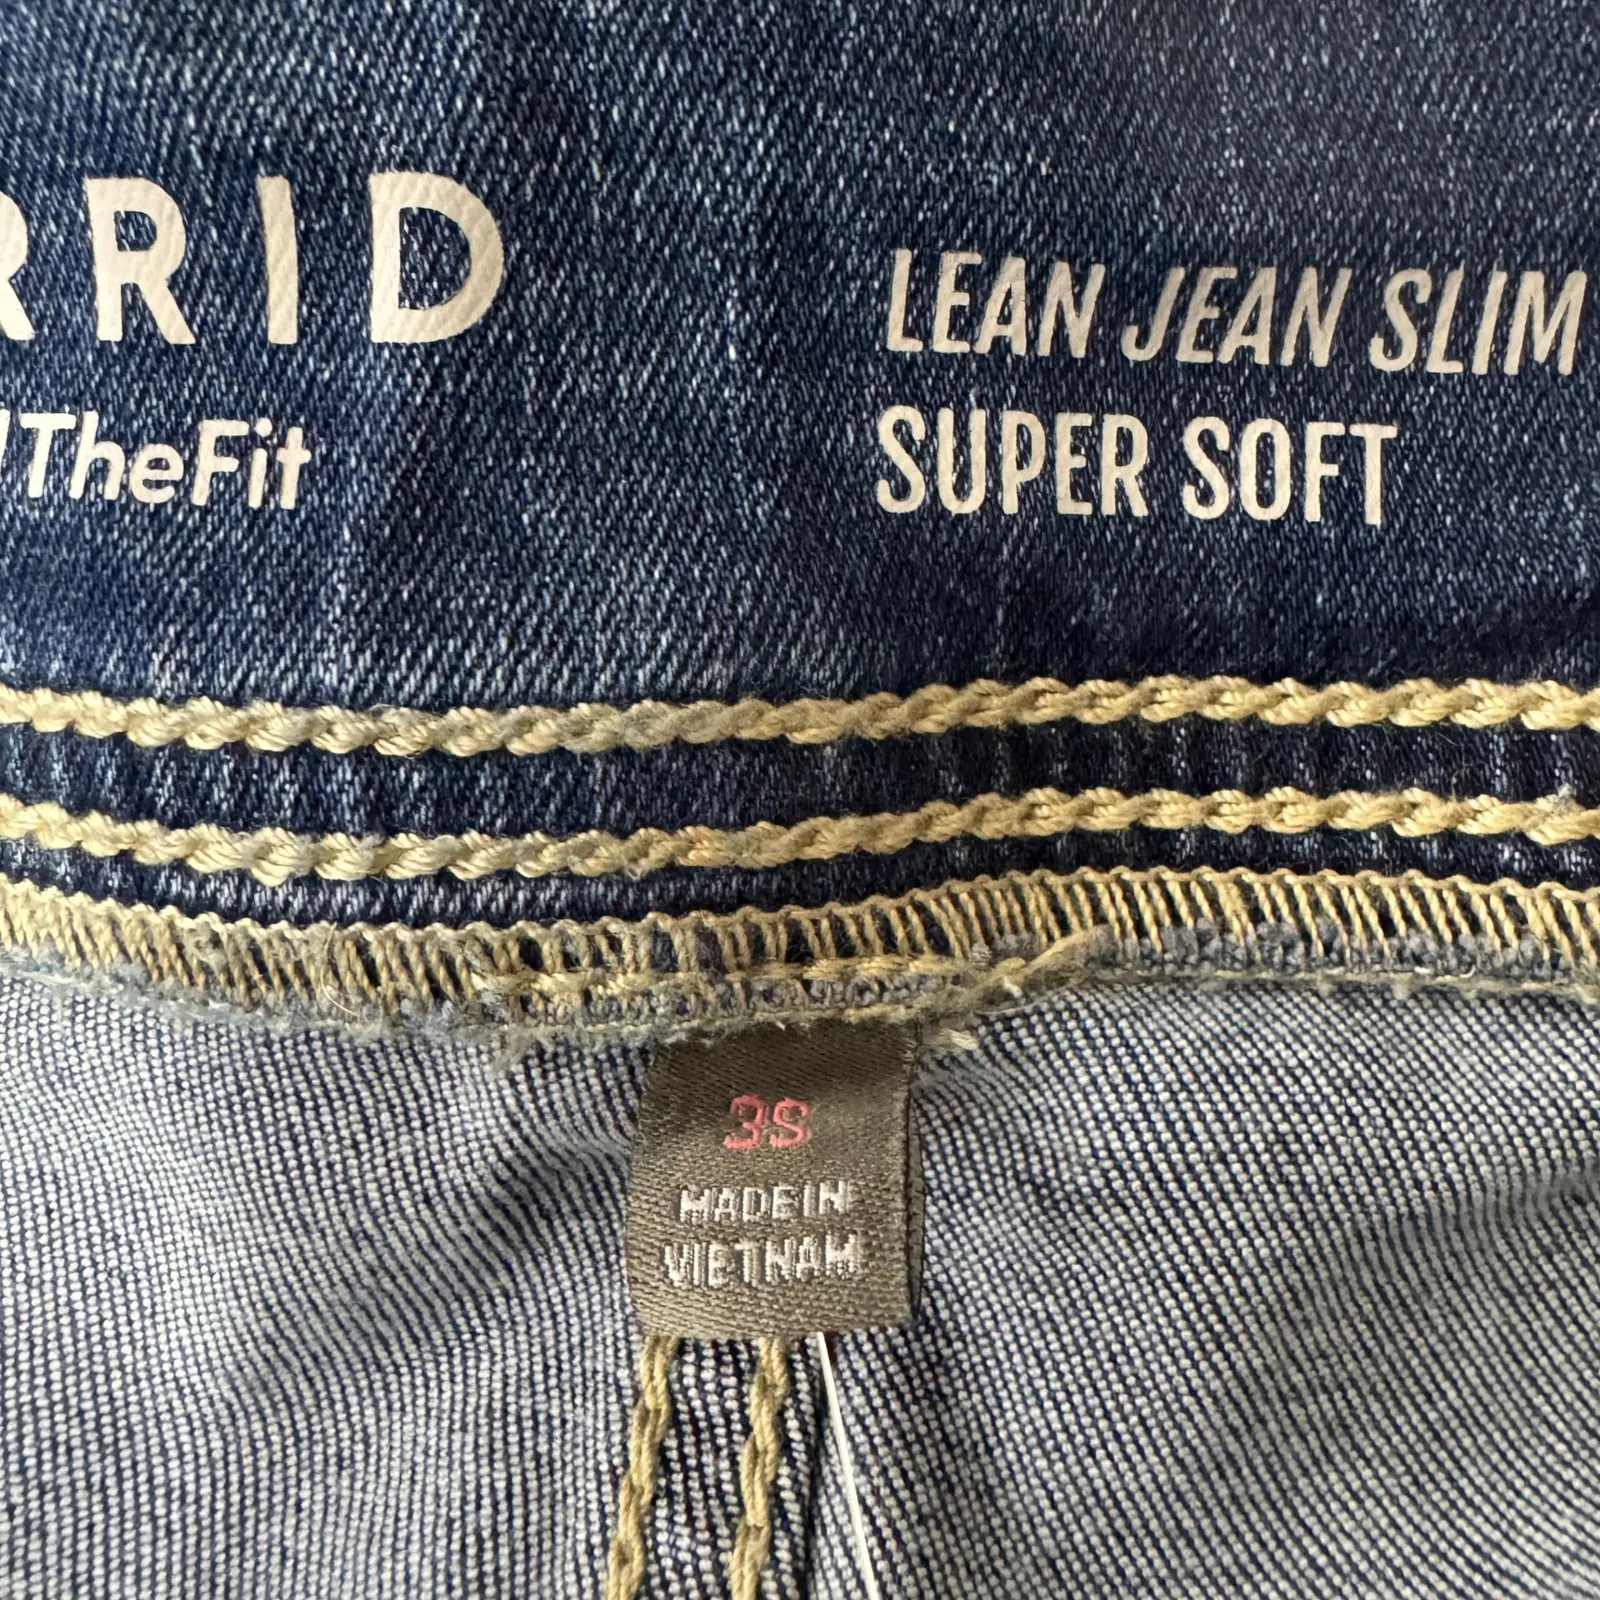 RRID
TheFit
LEAN JEAN SLIM
SUPER SOFT
3S
MADE IN
VIETNAM